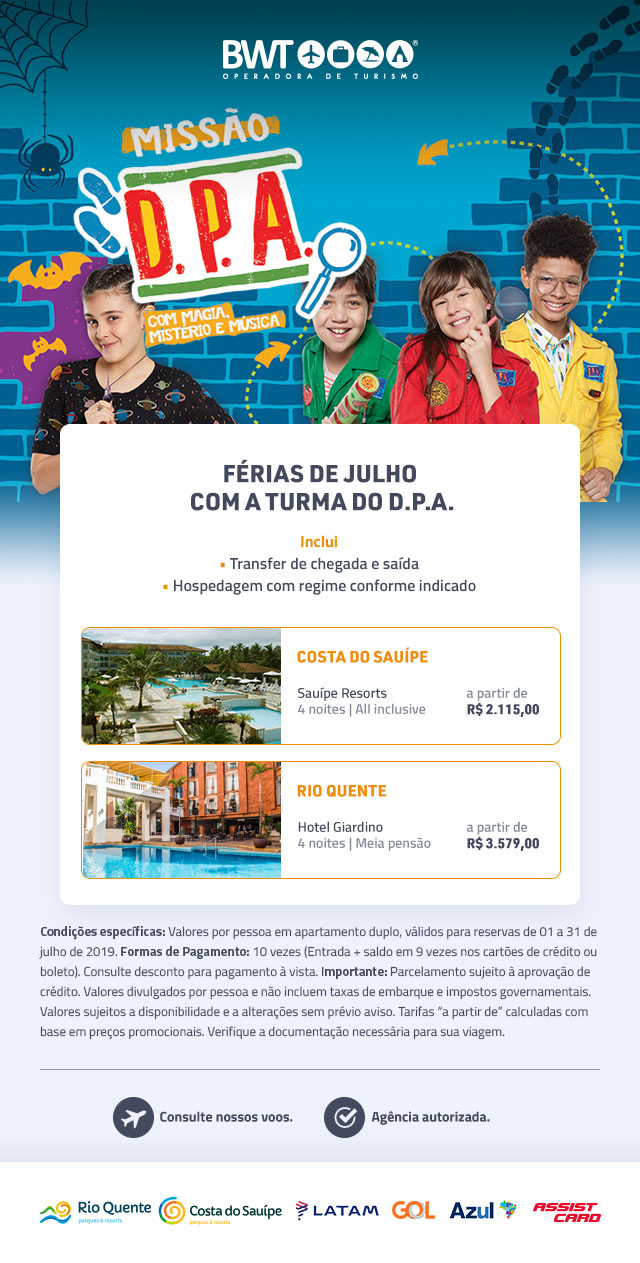 BWT
OPERADORA DE TURISMO
MISSÃO
D.P.A.
COM MAGIA,
MISTÉRIO E MÚSICA
FÉRIAS DE JULHO
COM A TURMA DO D.P.A.
Inclui
• Transfer de chegada e saída
• Hospedagem com regime conforme indicado
COSTA DO SAUÍPE
Sauípe Resorts
4 noites | All inclusive
a partir de
R$ 2.115,00
RIO QUENTE
Hotel Giardino
4 noites | Meia pensão
a partir de
R$ 3.579,00
Condições específicas: Valores por pessoa em apartamento duplo, válidos para reservas de 01 a 31 de
julho de 2019. Formas de Pagamento: 10 vezes (Entrada + saldo em 9 vezes nos cartões de crédito ou
boleto). Consulte desconto para pagamento à vista. Importante: Parcelamento sujeito à aprovação de
crédito. Valores divulgados por pessoa e não incluem taxas de embarque e impostos governamentais.
Valores sujeitos a disponibilidade e a alterações sem prévio aviso. Tarifas “a partir de” calculadas com
base em preços promocionais. Verifique a documentação necessária para sua viagem.
Consulte nossos voos.
Agência autorizada.
Rio Quente
parques & resorts
Costa do Sauípe
parques & resorts
LATAM
GOL
Azul
ASSIST
CARD